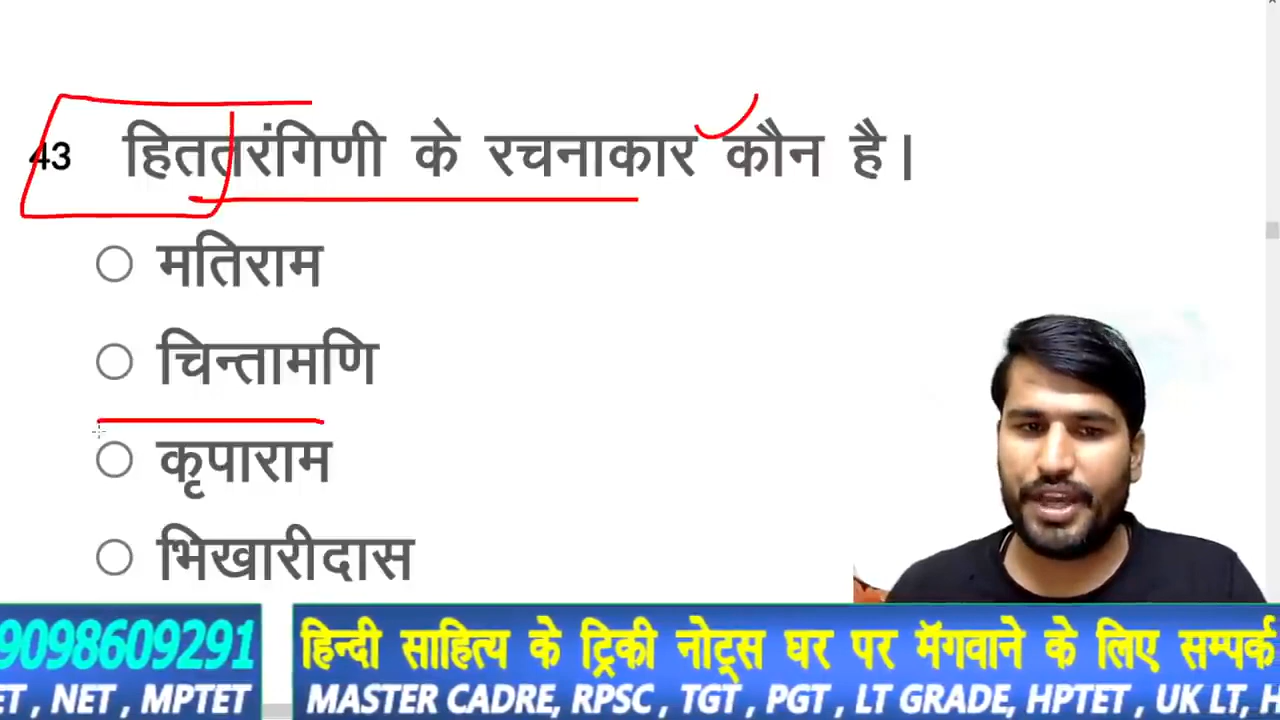 43 हिततरंगिणी के रचनाकार कौन है।
मतिराम
चिन्तामणि
कृपाराम
भिखारीदास
9098609291 हिन्दी साहित्य के ट्रिकी नोट्स घर पर मॅगवाने के लिए सम्पर्क
ET , NET , MPTET MASTER CADRE, RPSC , TGT , PGT , LT GRADE, HPTET , UK LT, H